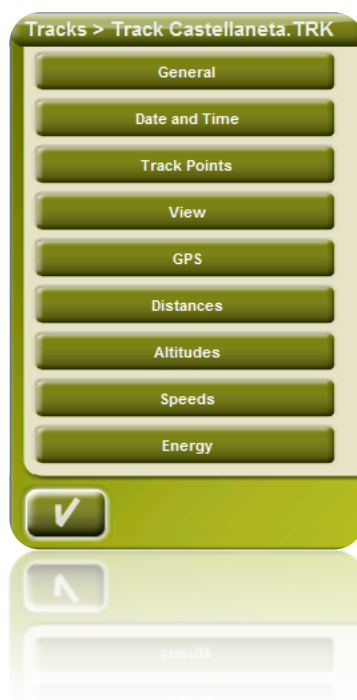 Tracks > Track Castellaneta.TRK
General
Date and Time
Track Points
View
GPS
Distances
Altitudes
Speeds
Energy